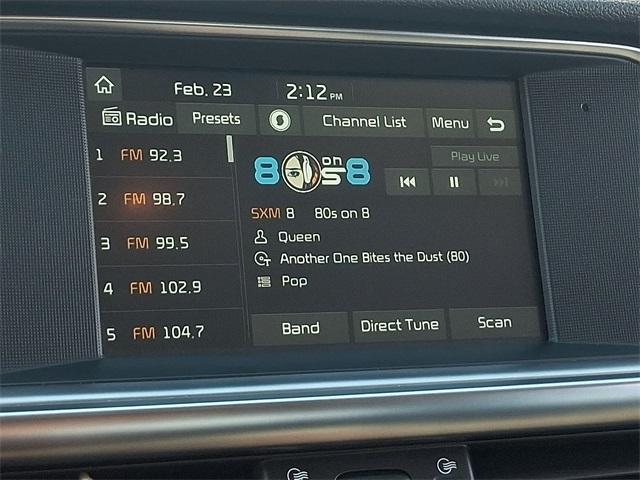 Feb. 23 2:12 PM
Radio Presets Channel List Menu
1 FM 92.3
2 FM 98.7
3 FM 99.5
4 FM 102.9
5 FM 104.7
Play Live
80s on 8
SXM 8 80s on 8
Queen
Another One Bites the Dust (80)
Pop
Band Direct Tune Scan